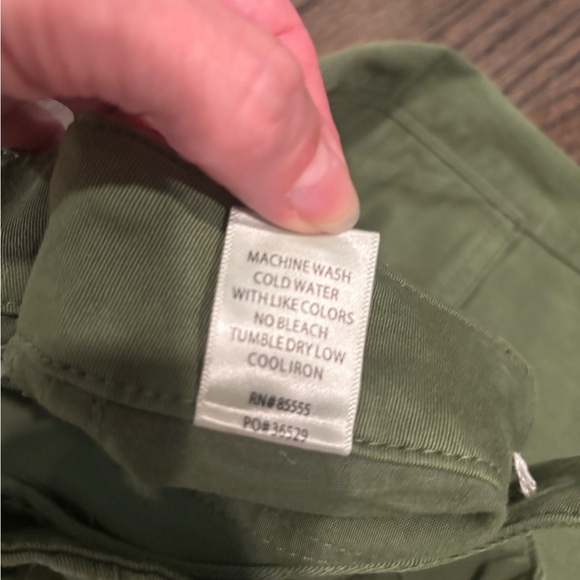 MACHINE WASH
COLD WATER
WITH LIKE COLORS
NO BLEACH
TUMBLE DRY LOW
COOL IRON
RN# 85555
PO# 36529